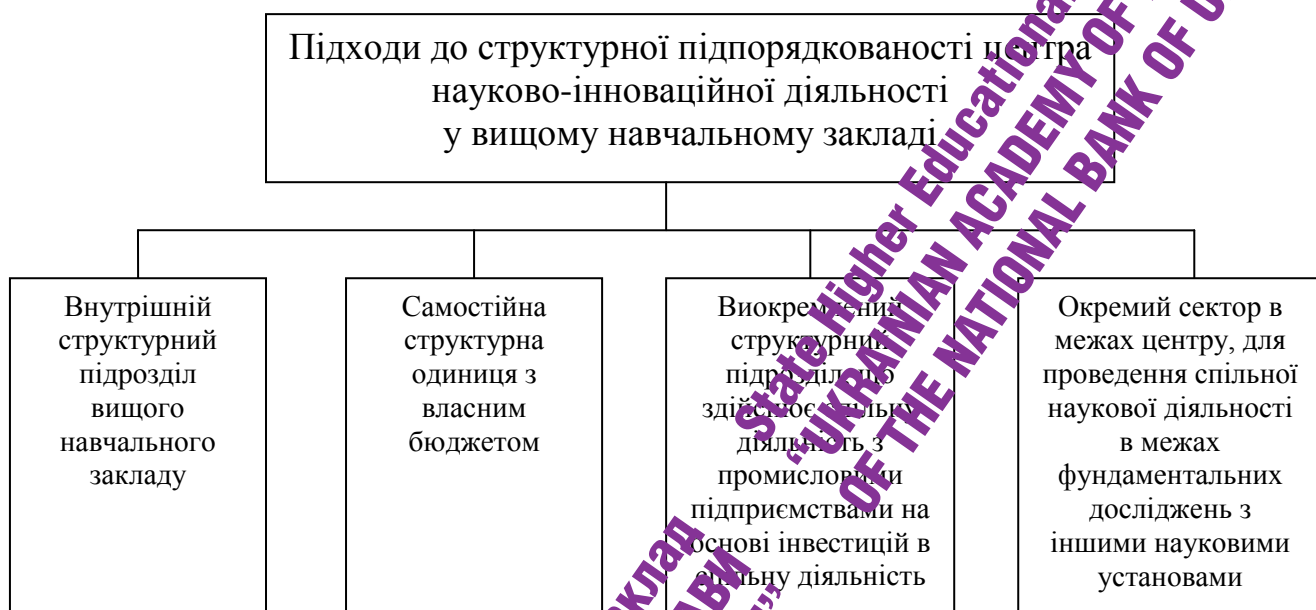 Підходи до структурної підпорядкованості центра
науково-інноваційної діяльності
у вищому навчальному закладі
Внутрішній
структурний
підрозділ
вищого
навчального
закладу
Самостійна
структурна
одиниця з
власним
бюджетом
Виокремлений
структурний
підрозділ, що
здійснює спільну
діяльність з
промисловими
підприємствами на
основі інвестицій в
спільну діяльність
Окремий сектор в
межах центру, для
проведення спільної
наукової діяльності
в межах
фундаментальних
досліджень з
іншими науковими
установами
State Higher Educational
“UKRAINIAN ACADEMY OF
OF THE NATIONAL BANK OF